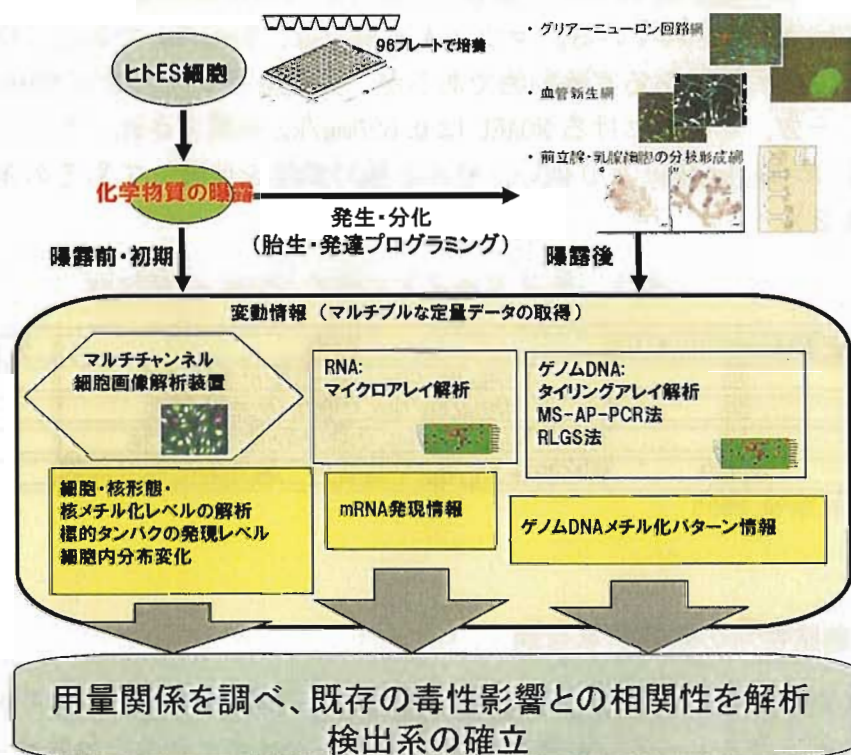 96プレートで培養
ヒトES細胞
・ グリアーニューロン回路網
・ 血管新生網
・ 前立腺・乳腺細胞の分枝形成網
化学物質の曝露
発生・分化
(胎生・発達プログラミング)
曝露前・初期
曝露後
変動情報 (マルチプルな定量データの取得)
マルチチャンネル
細胞画像解析装置
RNA:
マイクロアレイ解析
ゲノムDNA:
タイリングアレイ解析
MS-AP-PCR法
RLGS法
細胞・核形態・
核メチル化レベルの解析
標的タンパクの発現レベル
細胞内分布変化
mRNA発現情報
ゲノムDNAメチル化パターン情報
用量関係を調べ、既存の毒性影響との相関性を解析
検出系の確立